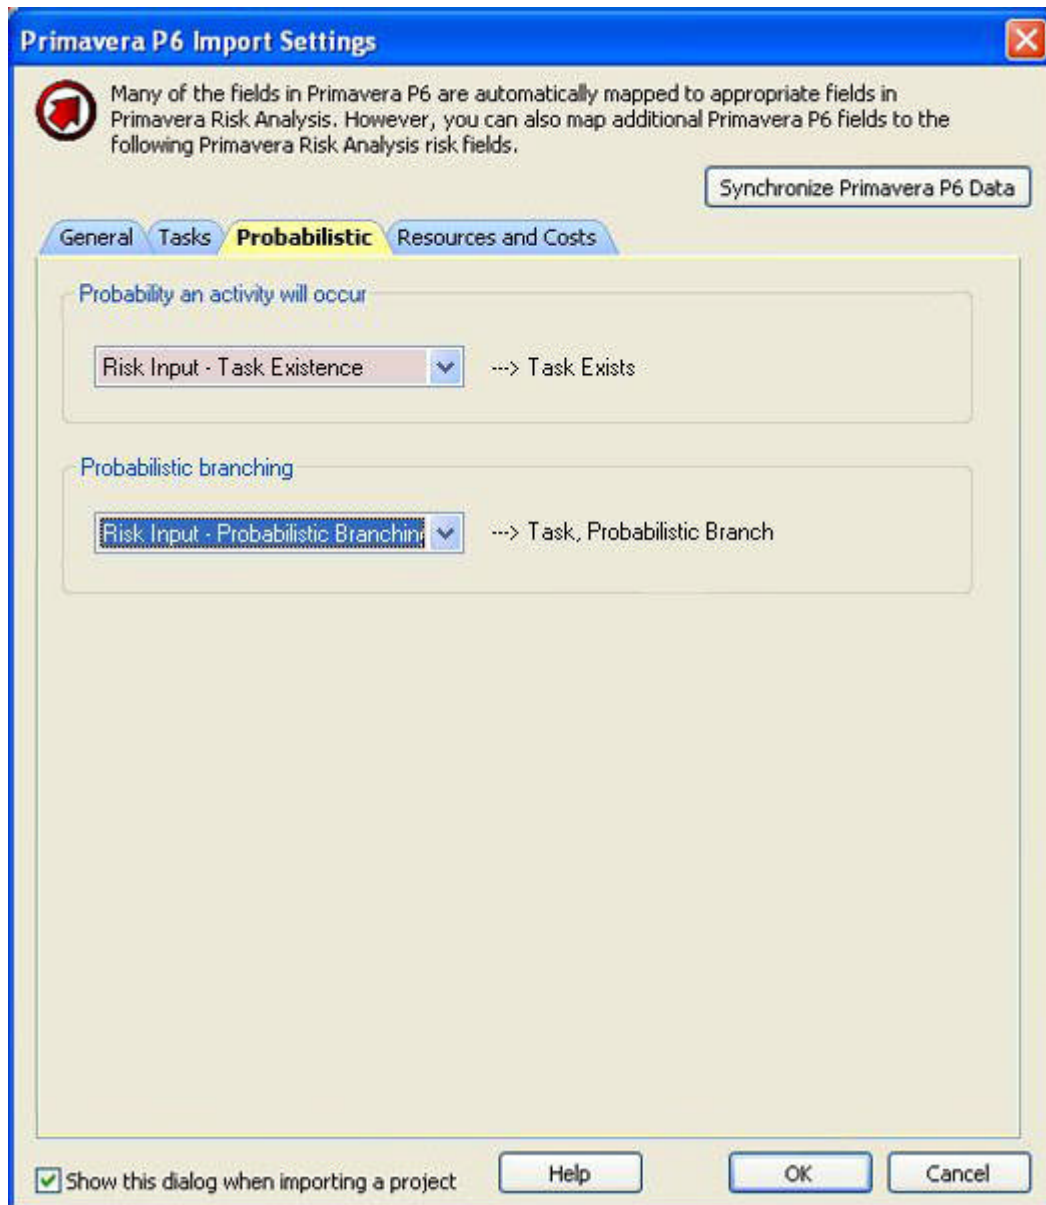 Primavera P6 Import Settings
Many of the fields in Primavera P6 are automatically mapped to appropriate fields in
Primavera Risk Analysis. However, you can also map additional Primavera P6 fields to the
following Primavera Risk Analysis risk fields.
Synchronize Primavera P6 Data
General Tasks Probabilistic Resources and Costs
Probability an activity will occur
Risk Input - Task Existence ---> Task Exists
Probabilistic branching
Risk Input - Probabilistic Branching ---> Task, Probabilistic Branch
Show this dialog when importing a project Help OK Cancel